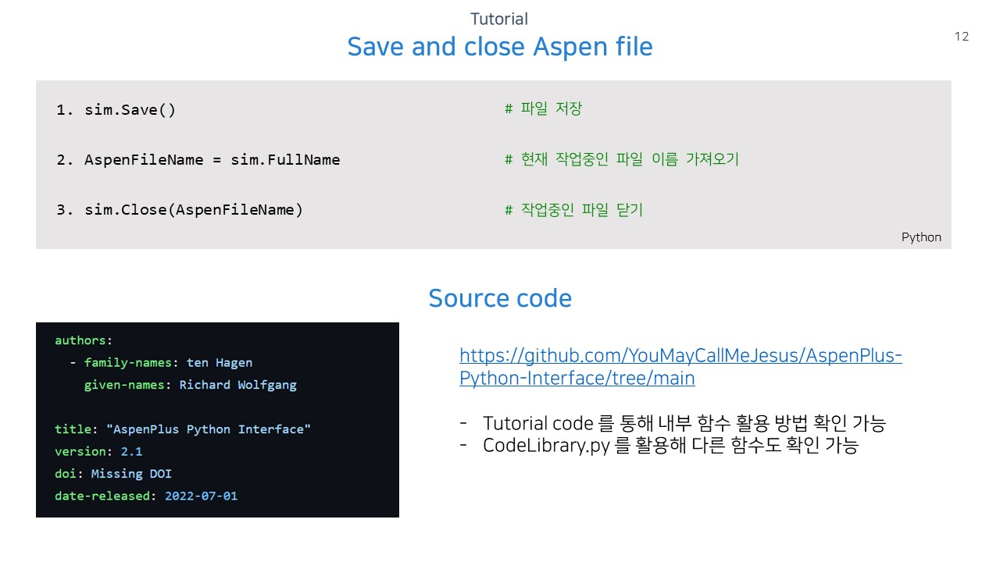 Tutorial
Save and close Aspen file
12
1. sim.Save() # 파일 저장
2. AspenFileName = sim.FullName # 현재 작업중인 파일 이름 가져오기
3. sim.Close(AspenFileName) # 작업중인 파일 닫기
Python
Source code
authors:
- family-names: ten Hagen
given-names: Richard Wolfgang
title: "AspenPlus Python Interface"
version: 2.1
doi: Missing DOI
date-released: 2022-07-01
https://github.com/YouMayCallMeJesus/AspenPlus-
Python-Interface/tree/main
- Tutorial code 를 통해 내부 함수 활용 방법 확인 가능
- CodeLibrary.py 를 활용해 다른 함수도 확인 가능